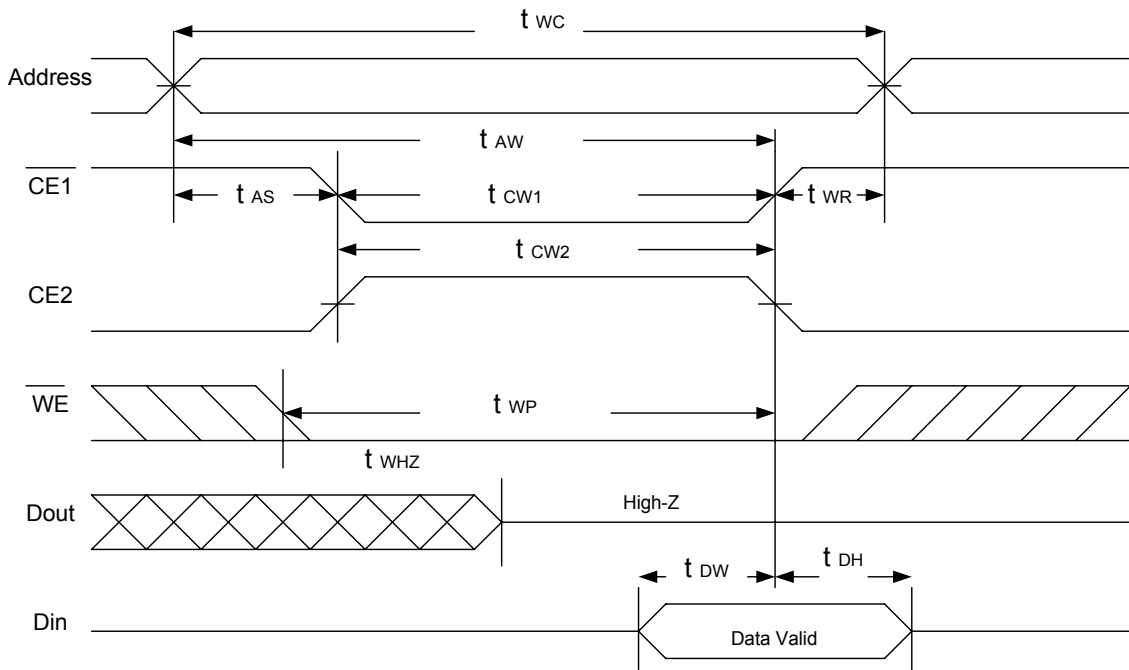 t WC
Address
t AW
CE1
t AS
t CW1
t WR
t CW2
CE2
WE
t WP
t WHZ
Dout
High-Z
t DW
t DH
Din
Data Valid